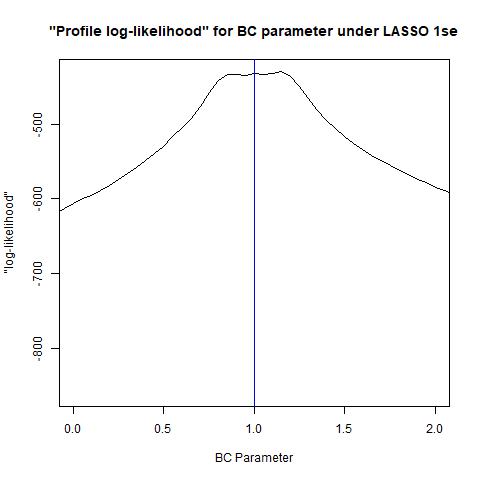 "Profile log-likelihood" for BC parameter under LASSO 1se
"log-likelihood"
-500
-600
-700
-800
0.0 0.5 1.0 1.5 2.0
BC Parameter